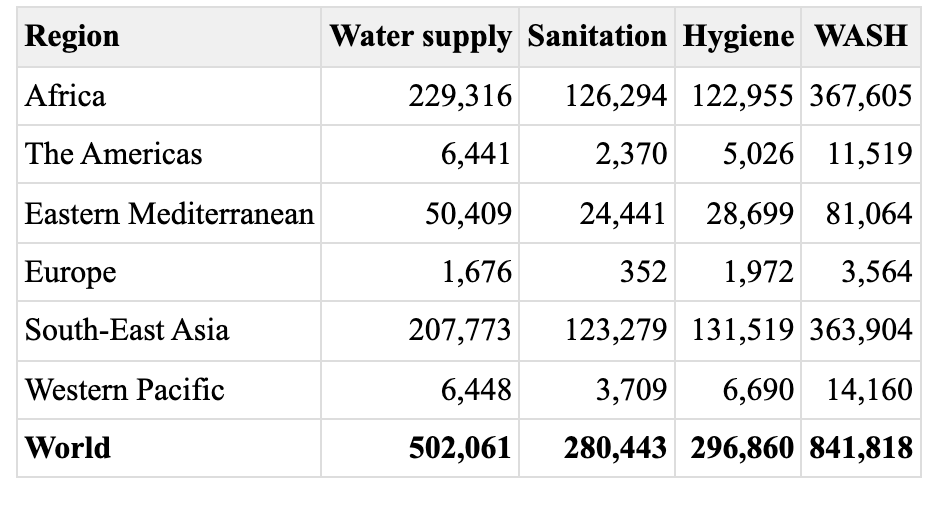 Region Water supply Sanitation Hygiene WASH
Africa 229,316 126,294 122,955 367,605
The Americas 6,441 2,370 5,026 11,519
Eastern Mediterranean 50,409 24,441 28,699 81,064
Europe 1,676 352 1,972 3,564
South-East Asia 207,773 123,279 131,519 363,904
Western Pacific 6,448 3,709 6,690 14,160
World 502,061 280,443 296,860 841,818